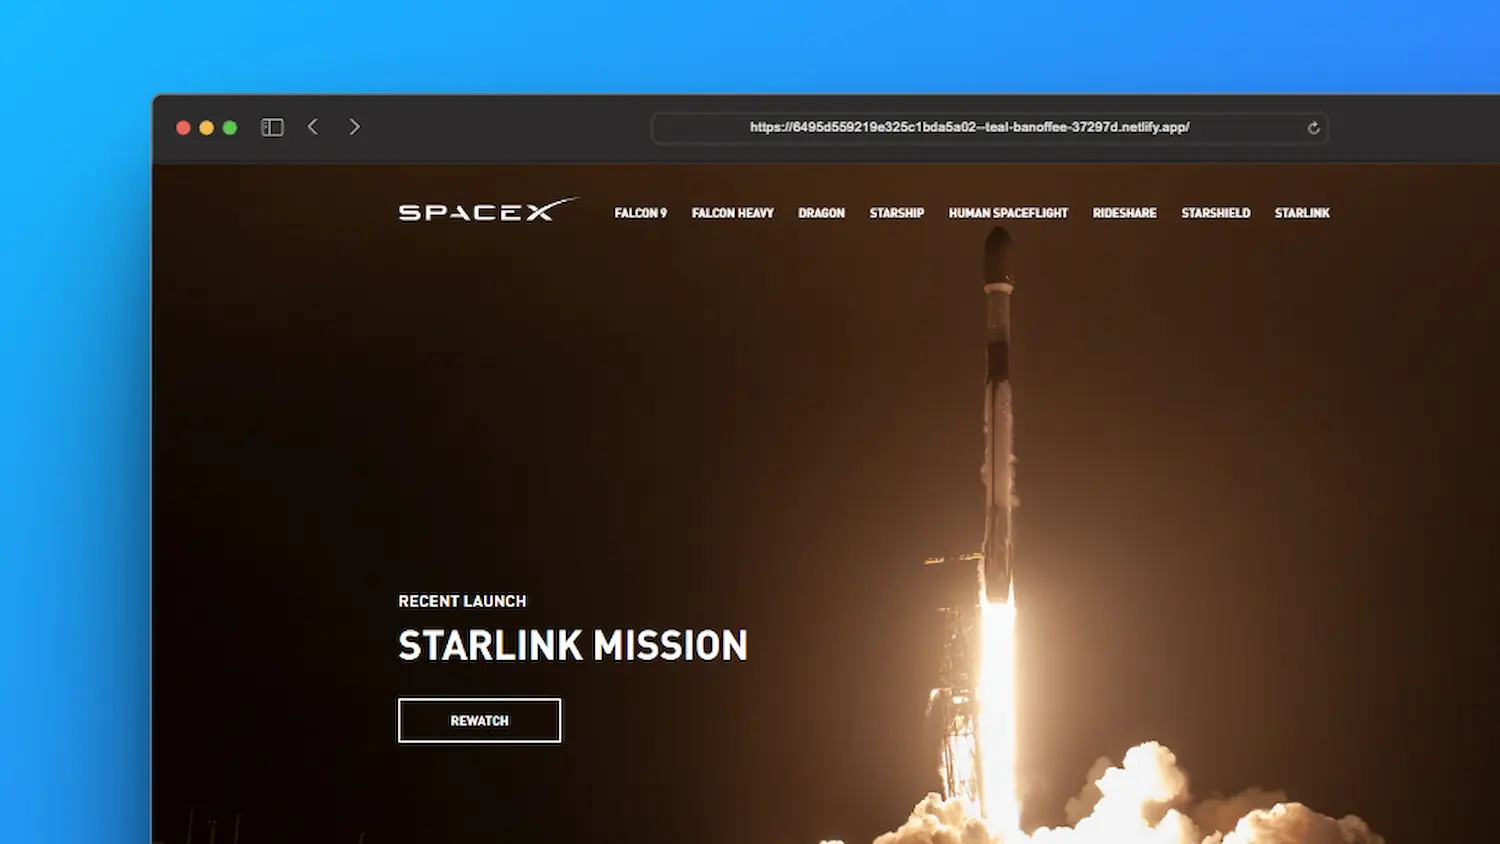 https://6495d559219e325c1bda5a02--teal-banoffee-37297d.netlify.app/
SPACEX FALCON 9 FALCON HEAVY DRAGON STARSHIP HUMAN SPACEFLIGHT RIDESHARE STARSHIELD STARLINK
RECENT LAUNCH
STARLINK MISSION
REWATCH